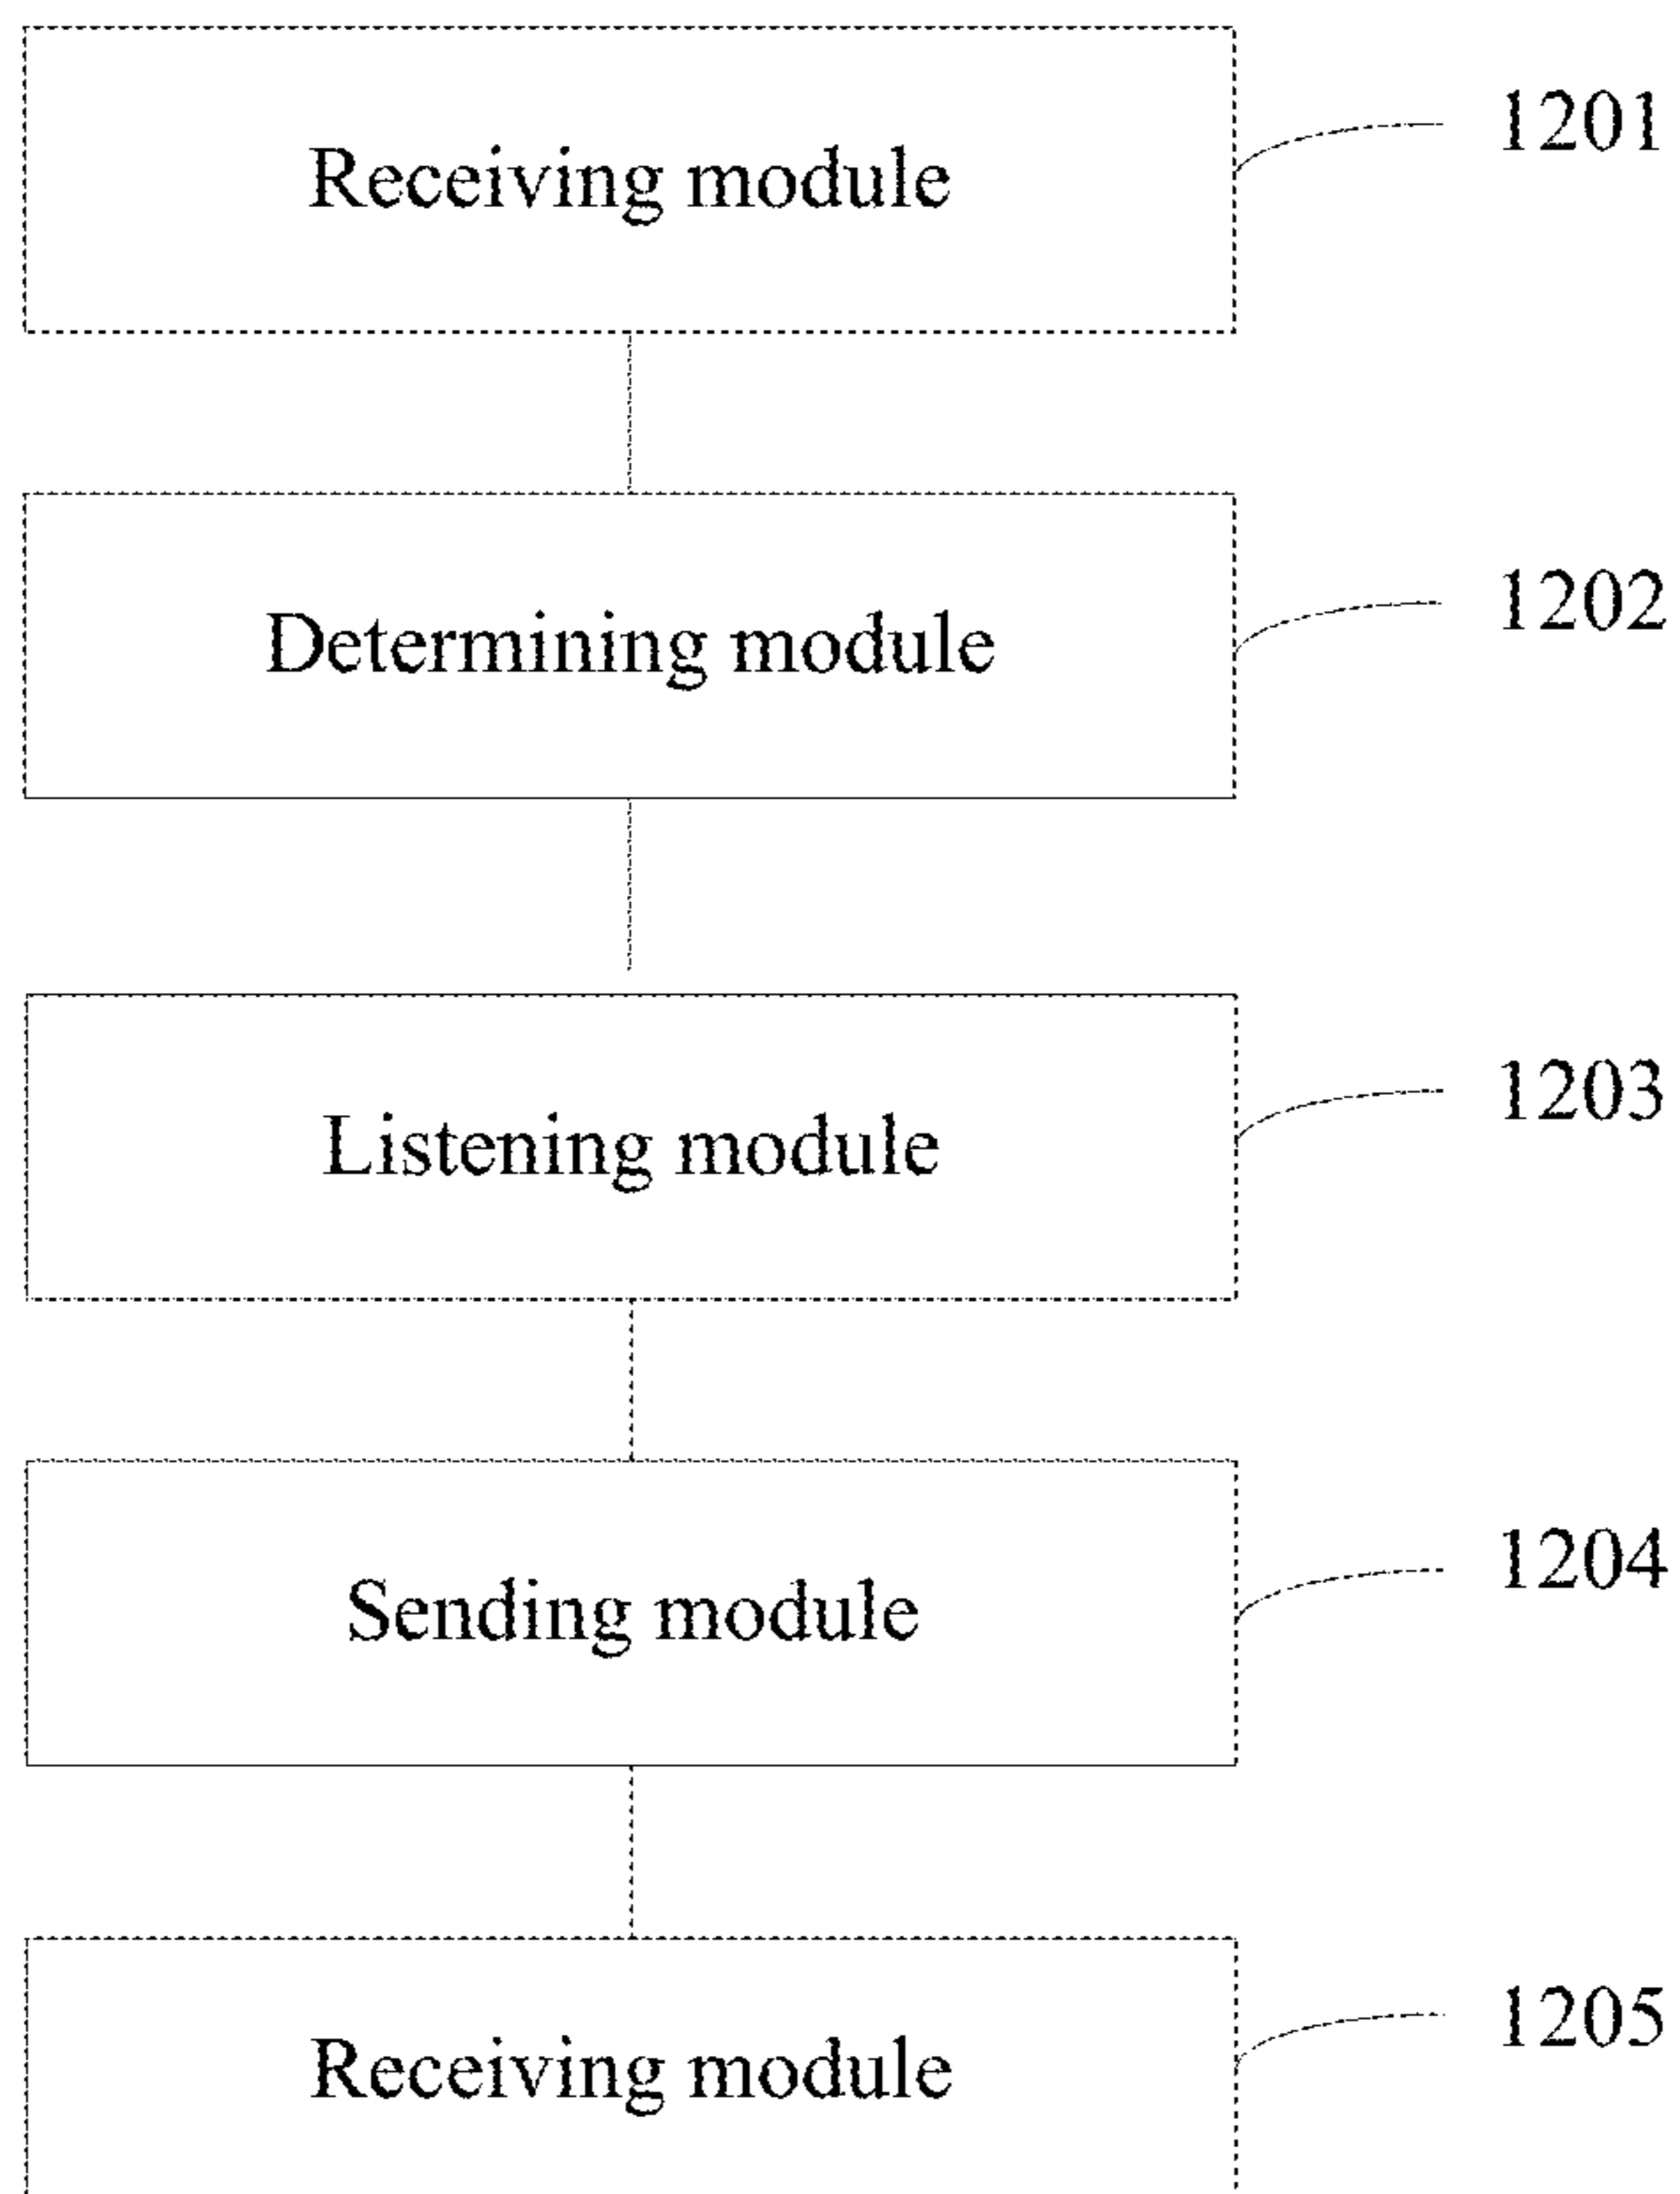 Receiving module
1201
Determining module
1202
Listening module
1203
Sending module
1204
Receiving module
1205